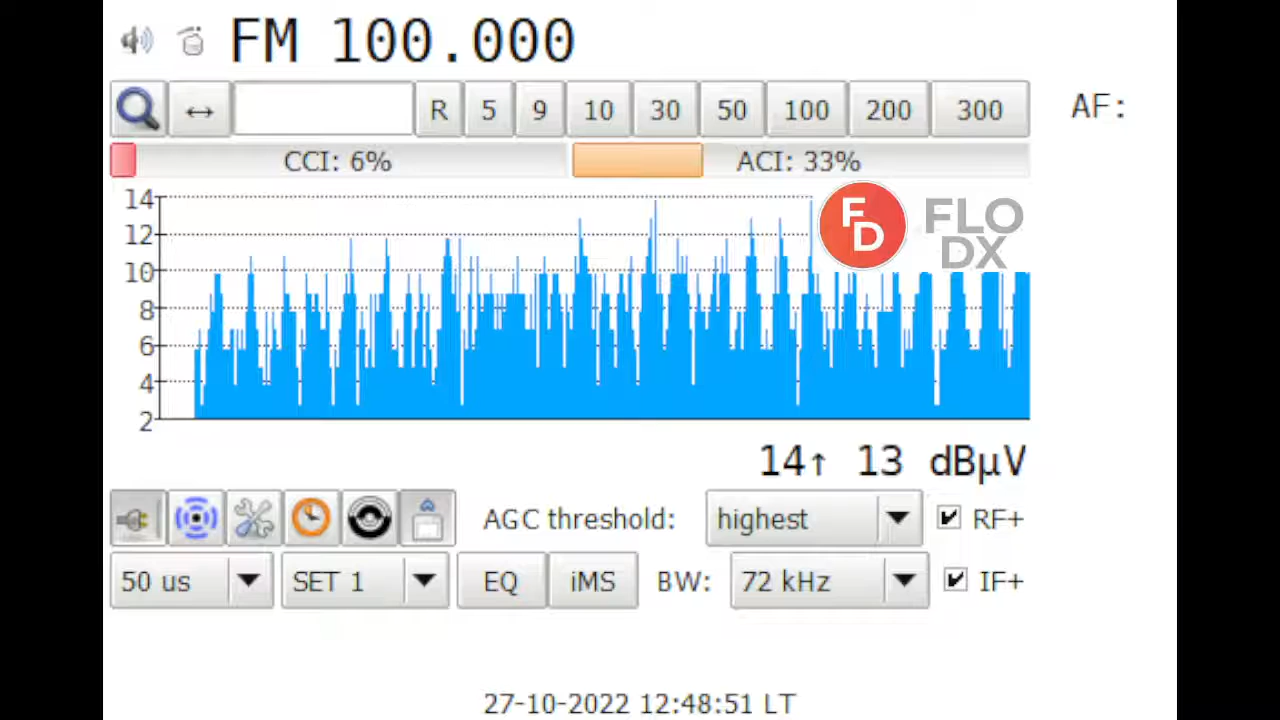 FM 100.000
R 5 9 10 30 50 100 200 300 AF:
CCI: 6% ACI: 33%
14
12
10
8
6
4
2
FD FLO
DX
14↑ 13 dBµV
AGC threshold: highest RF+
50 us SET 1 EQ iMS BW: 72 kHz IF+
27-10-2022 12:48:51 LT